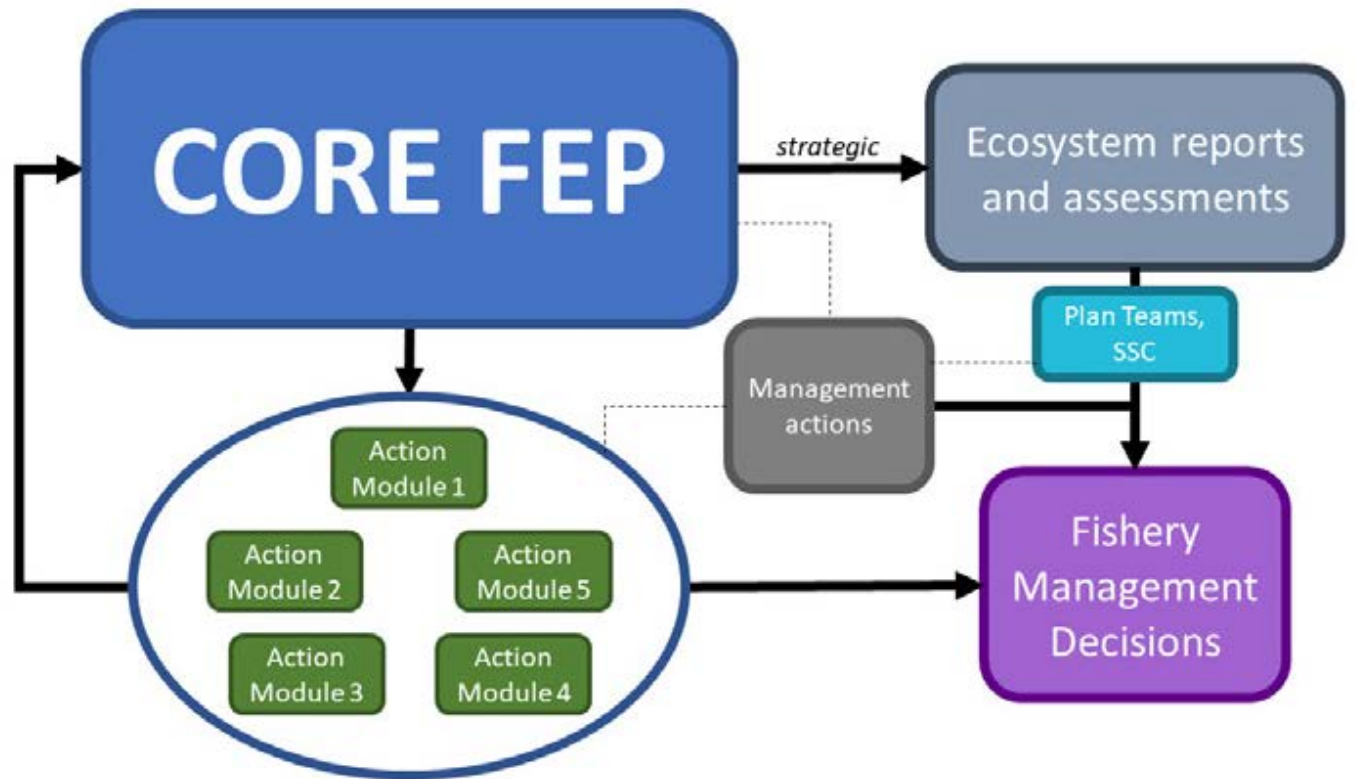 CORE FEP
strategic
Ecosystem reports
and assessments
Plan Teams,
SSC
Management
actions
Action
Module 1
Action
Module 2
Action
Module 5
Action
Module 3
Action
Module 4
Fishery
Management
Decisions